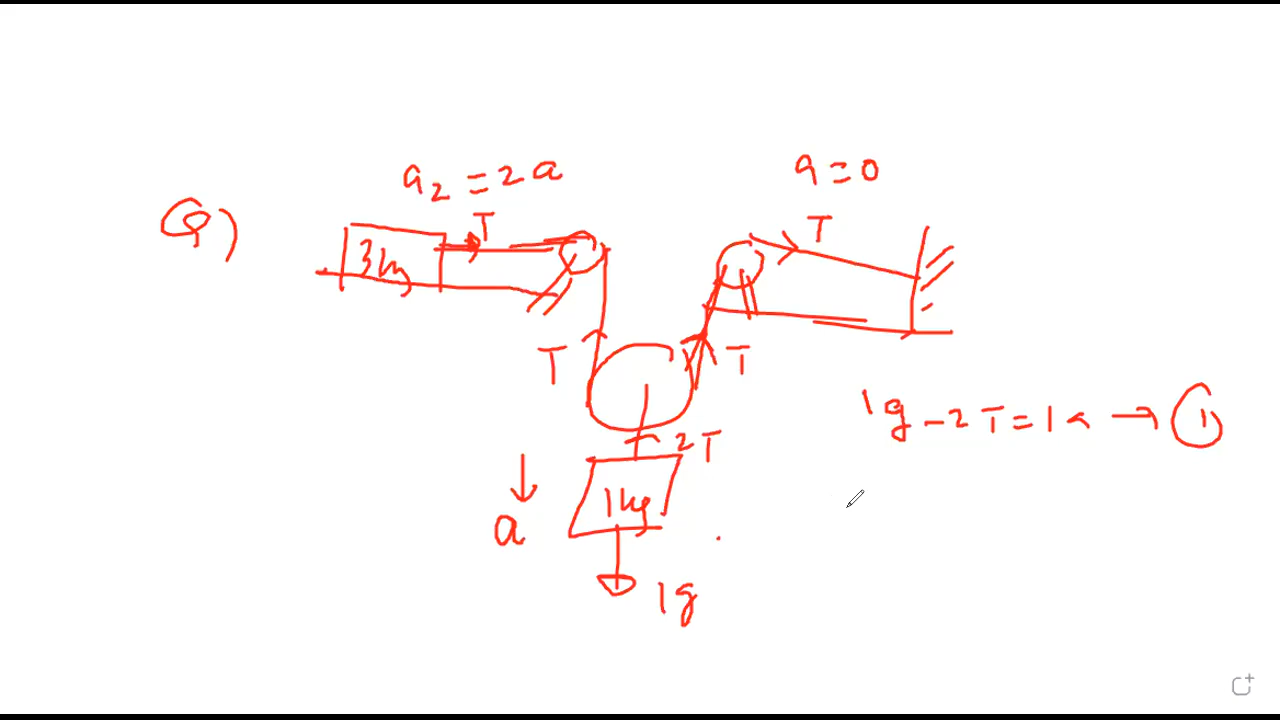 a₂ = 2a
a = 0
Q)
T
T
3kg
T
T
1g - 2T = 1a → ①
2T
1kg
a
1g